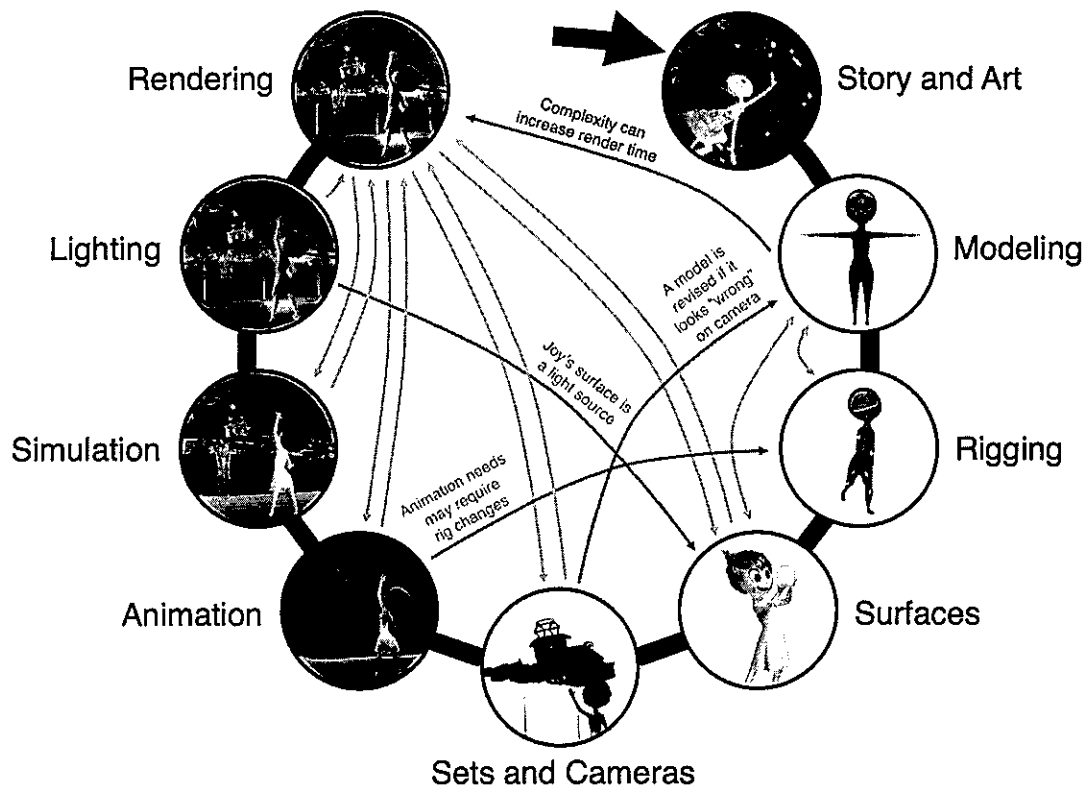 Rendering
Story and Art
Complexity can
increase render time
Lighting
Modeling
A model is
revised if it
looks "wrong"
on camera
Joy's surface is
a light source
Simulation
Rigging
Animation needs
may require
rig changes
Animation
Surfaces
Sets and Cameras